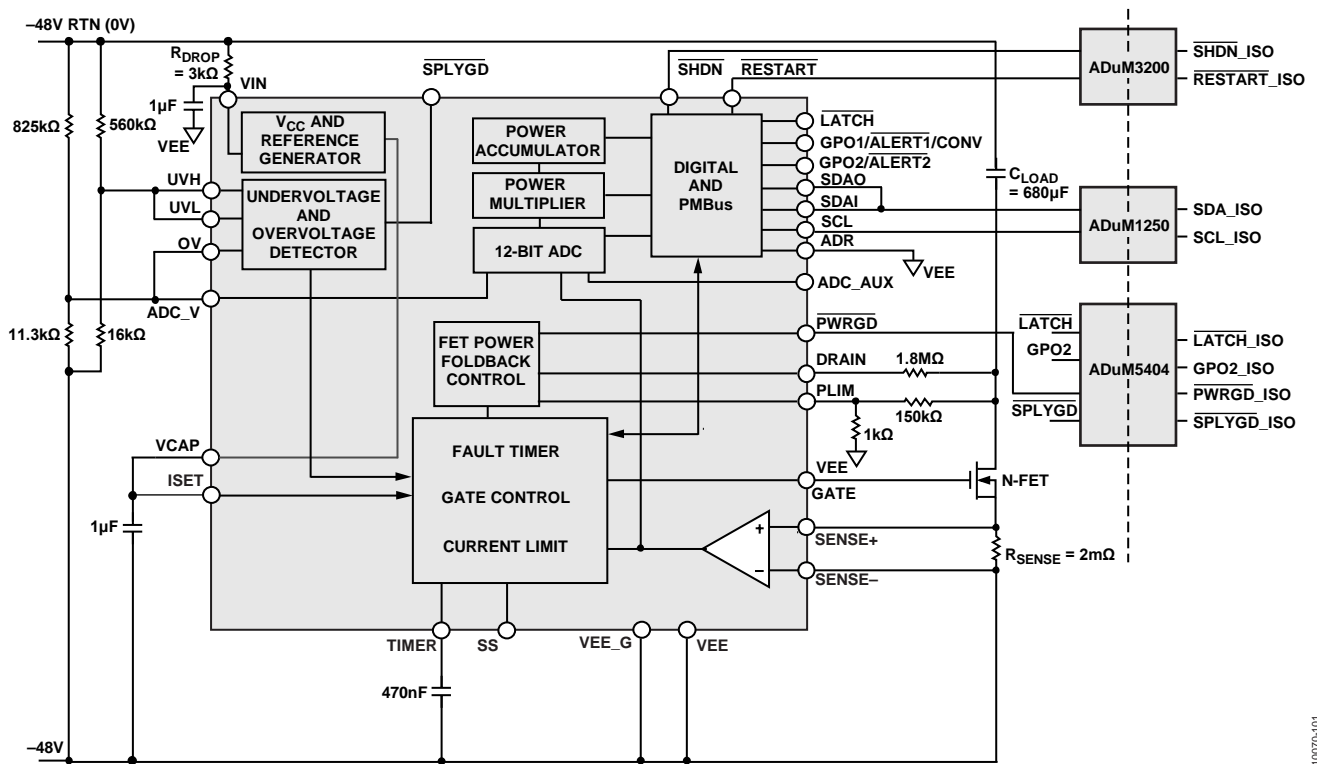 –48V RTN (0V)
RDROP
= 3kΩ
VIN
SPLYGD
SHDN
RESTART
ADuM3200
SHDN_ISO
RESTART_ISO
1µF
VEE
825kΩ
560kΩ
VCC AND
REFERENCE
GENERATOR
POWER
ACCUMULATOR
POWER
MULTIPLIER
12-BIT ADC
DIGITAL
AND
PMBus
LATCH
GPO1/ALERT1/CONV
GPO2/ALERT2
SDAO
SDAI
SCL
ADR
VEE
ADC_AUX
CLOAD
= 680µF
ADuM1250
SDA_ISO
SCL_ISO
UVH
UVL
OV
UNDERVOLTAGE
AND
OVERVOLTAGE
DETECTOR
ADC_V
11.3kΩ
16kΩ
FET POWER
FOLDBACK
CONTROL
PWRGD
DRAIN
1.8MΩ
PLIM
150kΩ
1kΩ
LATCH
GPO2
SPLYGD
ADuM5404
LATCH_ISO
GPO2_ISO
PWRGD_ISO
SPLYGD_ISO
VCAP
ISET
1µF
FAULT TIMER
GATE CONTROL
CURRENT LIMIT
VEE
GATE
N-FET
+
–
SENSE+
SENSE–
RSENSE = 2mΩ
TIMER
SS
VEE_G
VEE
470nF
–48V
10070-101